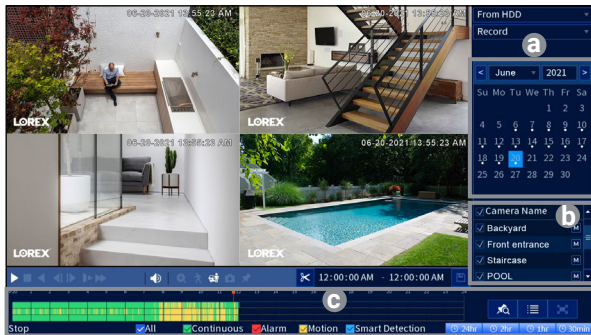 06-20-2021 13:55:23 AM
06-20-2021 13:55:23 AM
LOREX
LOREX
06-20-2021 13:55:23 AM
06-20-2021 13:55:23 AM
LOREX
LOREX
From HDD
Record
a
< June 2021 >
Su Mo Tu We Th Fr Sa
1 2 3
4 5 6 7 8 9 10
11 12 13 14 15 16 17
18 19 20 21 22 23 24
25 26 27 28 29 30
b
Camera Name
Backyard M
Front entrance M
Staircase M
POOL M
12:00:00 AM - 12:00:00 AM
c
Stop All Continuous Alarm Motion Smart Detection
24hr 2hr 1hr 30min